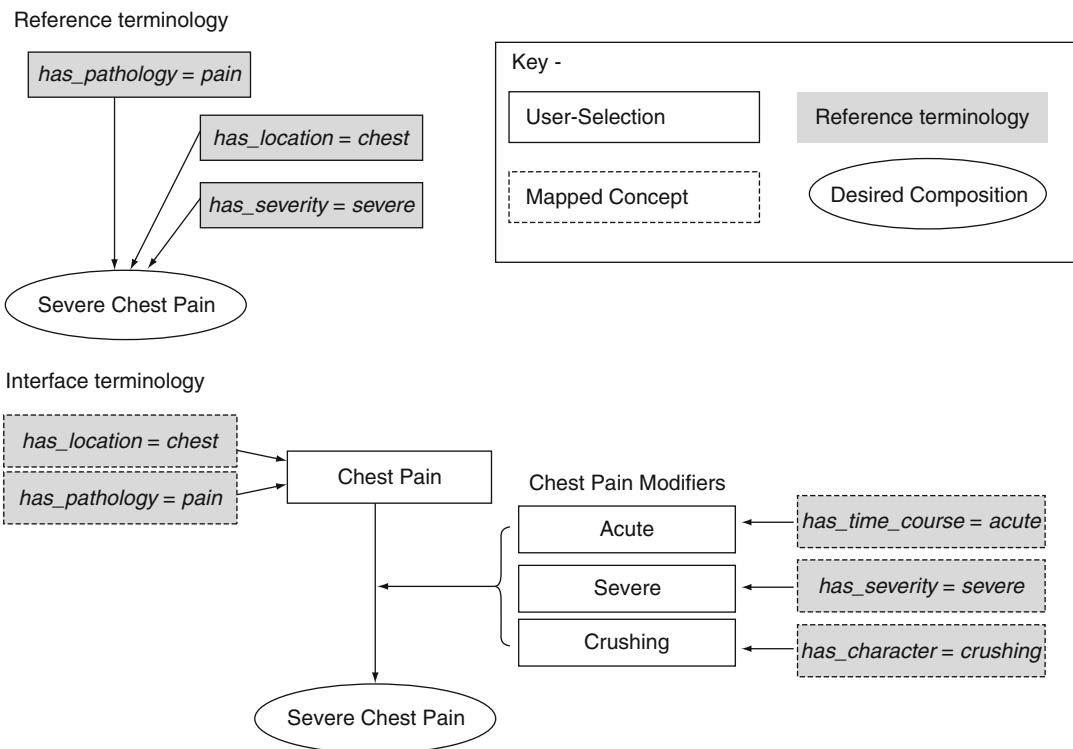 Reference terminology
has_pathology = pain
has_location = chest
has_severity = severe
Severe Chest Pain
Key -
User-Selection
Reference terminology
Mapped Concept
Desired Composition
Interface terminology
has_location = chest
has_pathology = pain
Chest Pain
Chest Pain Modifiers
Acute
Severe
Crushing
has_time_course = acute
has_severity = severe
has_character = crushing
Severe Chest Pain